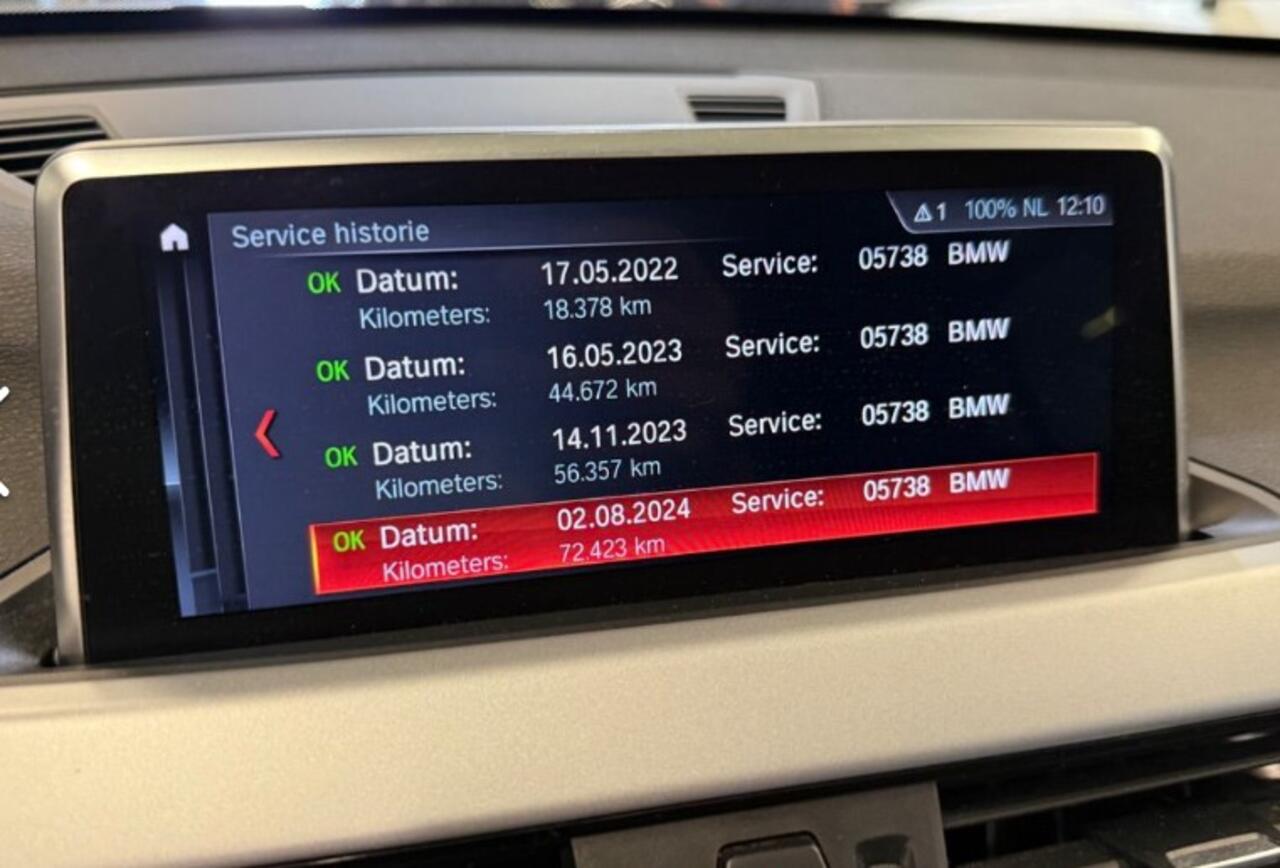 Service historie
1 100% NL 12:10
OK Datum: 17.05.2022 Service: 05738 BMW
Kilometers: 18.378 km
OK Datum: 16.05.2023 Service: 05738 BMW
Kilometers: 44.672 km
OK Datum: 14.11.2023 Service: 05738 BMW
Kilometers: 56.357 km
OK Datum: 02.08.2024 Service: 05738 BMW
Kilometers: 72.423 km